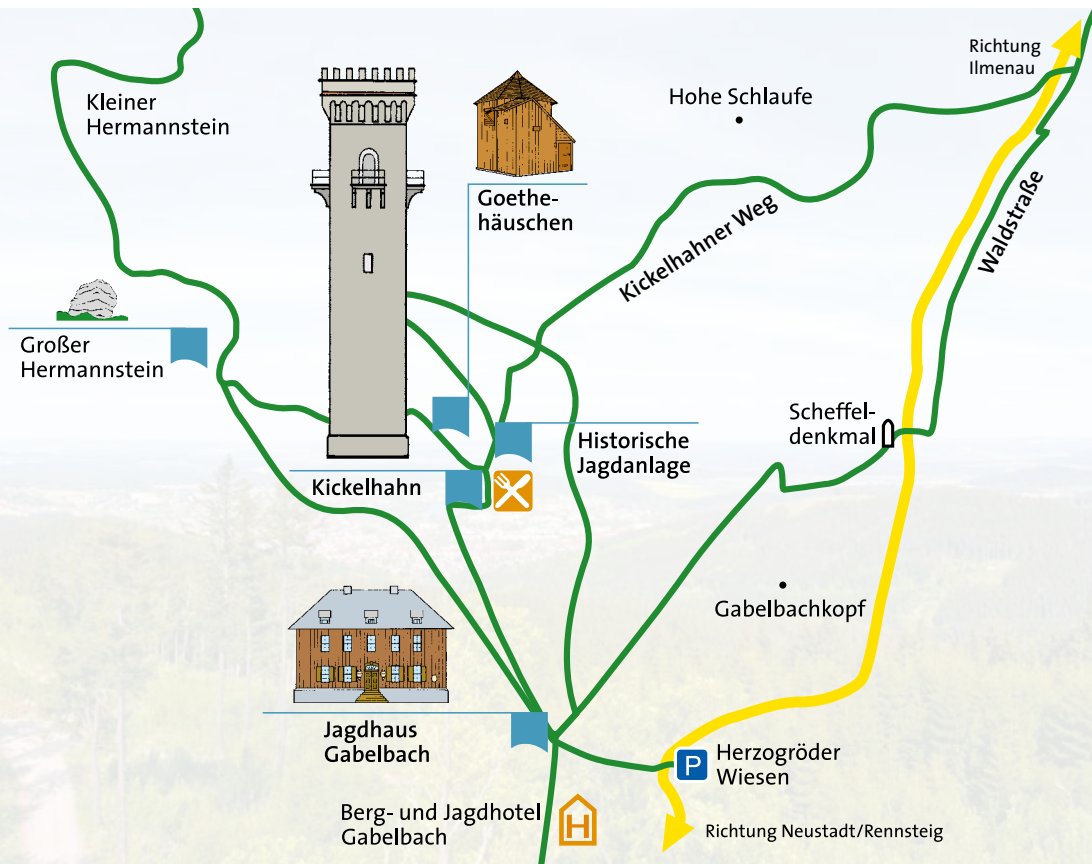 Richtung
Ilmenau
Kleiner
Hermannstein
Hohe Schlaufe
Goethe-
häuschen
Kickelhahner Weg
Waldstraße
Großer
Hermannstein
Scheffel-
denkmal
Historische
Jagdanlage
Kickelhahn
Gabelbachkopf
Jagdhaus
Gabelbach
P
Herzogröder
Wiesen
Berg- und Jagdhotel
Gabelbach
H
Richtung Neustadt/Rennsteig